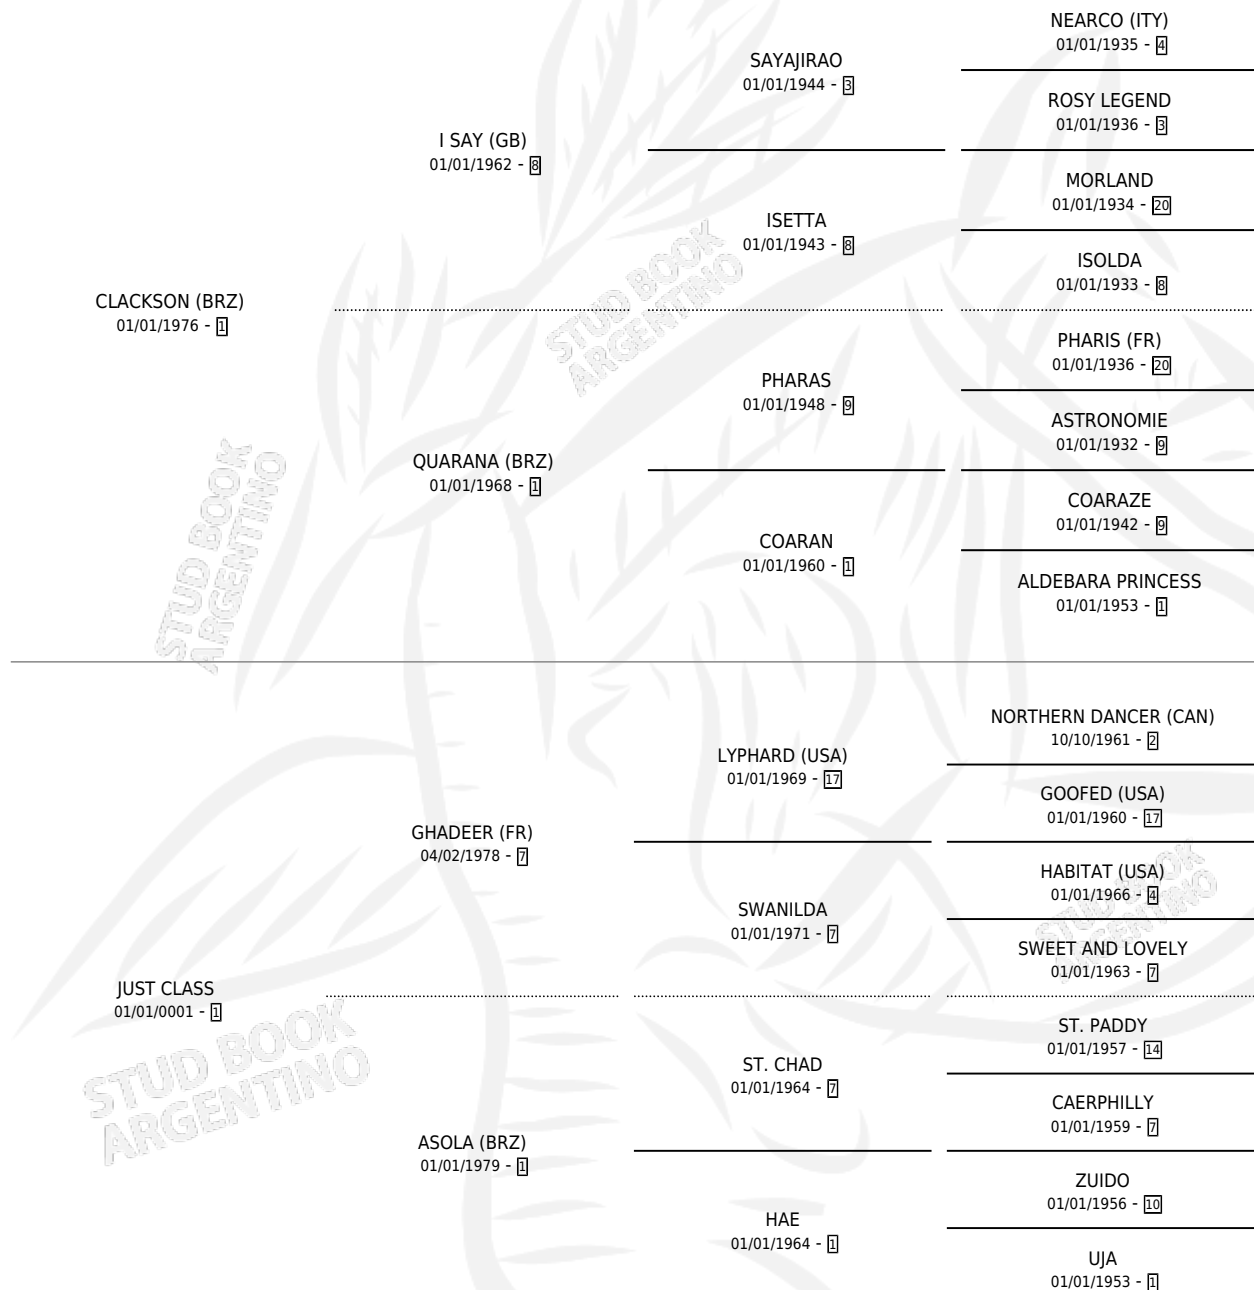 NEARCO (ITY)
01/01/1935 - 4
SAYAJIRAO
01/01/1944 - 3
ROSY LEGEND
01/01/1936 - 3
I SAY (GB)
01/01/1962 - 8
MORLAND
01/01/1934 - 20
ISETTA
01/01/1943 - 8
ISOLDA
01/01/1933 - 8
CLACKSON (BRZ)
01/01/1976 - 1
STUD BOOK
ARGENTINO
PHARIS (FR)
01/01/1936 - 20
PHARAS
01/01/1948 - 9
ASTRONOMIE
01/01/1932 - 9
QUARANA (BRZ)
01/01/1968 - 1
COARAZE
01/01/1942 - 9
COARAN
01/01/1960 - 1
ALDEBARA PRINCESS
01/01/1953 - 1
STUD BOOK
ARGENTINO
NORTHERN DANCER (CAN)
10/10/1961 - 2
LYPHARD (USA)
01/01/1969 - 17
GOOFED (USA)
01/01/1960 - 17
GHADEER (FR)
04/02/1978 - 7
HABITAT (USA)
01/01/1966 - 4
SWANILDA
01/01/1971 - 7
SWEET AND LOVELY
01/01/1963 - 7
STUD BOOK
ARGENTINO
JUST CLASS
01/01/0001 - 1
ST. PADDY
01/01/1957 - 14
ST. CHAD
01/01/1964 - 7
CAERPHILLY
01/01/1959 - 7
STUD BOOK
ARGENTINO
ASOLA (BRZ)
01/01/1979 - 1
ZUIDO
01/01/1956 - 10
HAE
01/01/1964 - 1
UJA
01/01/1953 - 1